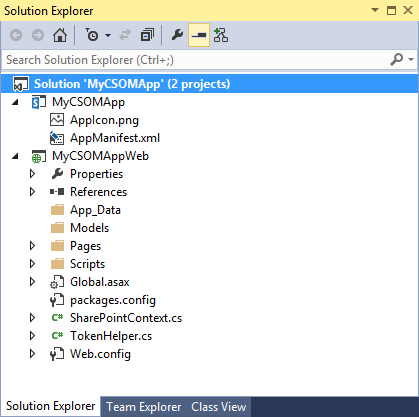 Solution Explorer
Search Solution Explorer (Ctrl+;)
Solution 'MyCSOMApp' (2 projects)
MyCSOMApp
AppIcon.png
AppManifest.xml
MyCSOMAppWeb
Properties
References
App_Data
Models
Pages
Scripts
Global.asax
packages.config
C# SharePointContext.cs
C# TokenHelper.cs
Web.config
Solution Explorer Team Explorer Class View